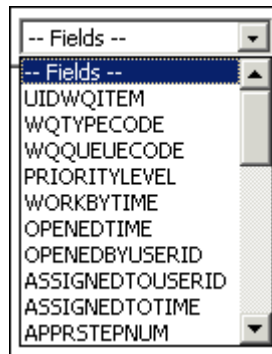 -- Fields --
-- Fields --
UIDWQITEM
WQTYPECODE
WQQUEUECODE
PRIORITYLEVEL
WORKBYTIME
OPENEDTIME
OPENEDBYUSERID
ASSIGNEDTOUSERID
ASSIGNEDTOTIME
APPRSTEPNUM